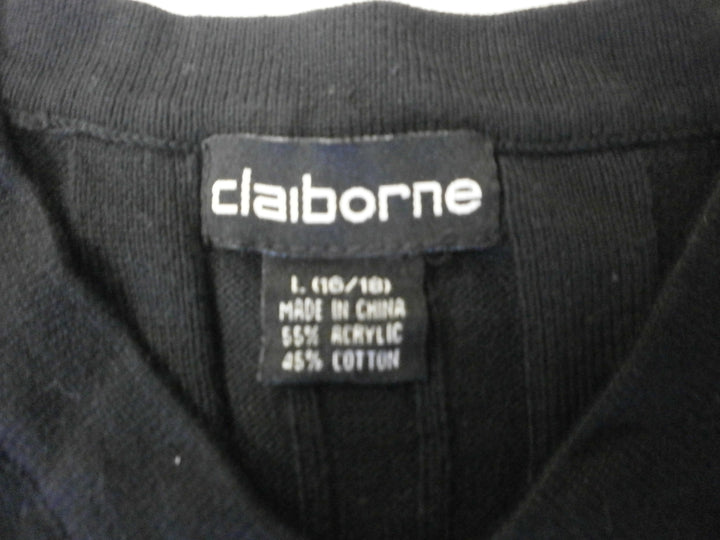 claiborne
L (16/18)
MADE IN CHINA
55% ACRYLIC
45% COTTON